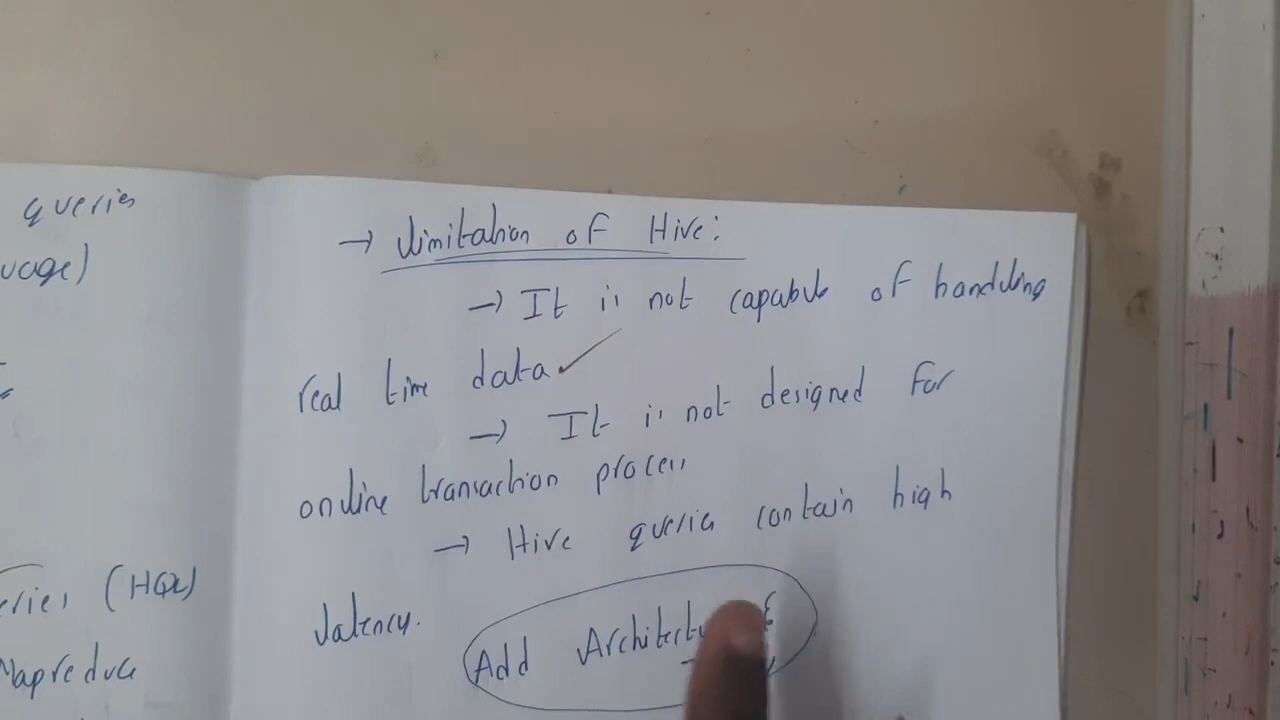 queries
→ Limitation of Hive:
uage)
→ It is not capable of handling
real time data ✓
→ It is not designed for
online transaction process
→ Hive queries contain high
eries (HQL)
latency.
Add
Mapreduce